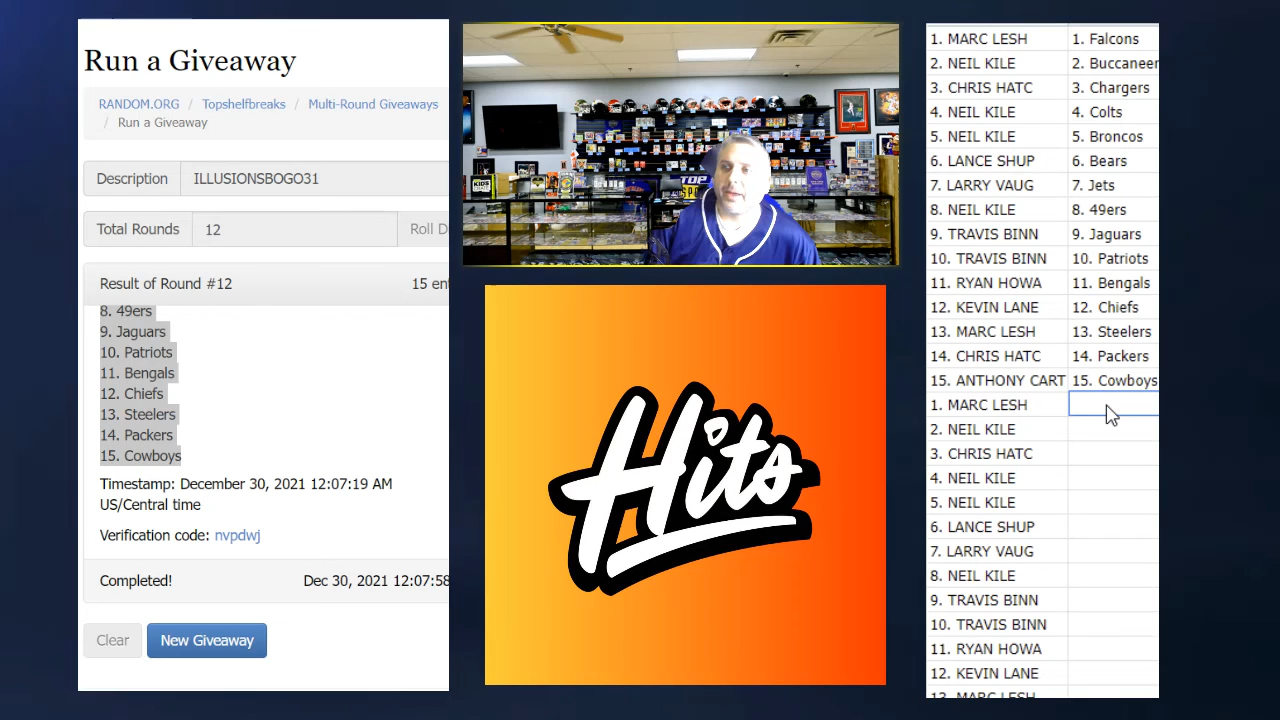 Run a Giveaway
RANDOM.ORG / Topshelfbreaks / Multi-Round Giveaways
/ Run a Giveaway
Description ILLUSIONSBOGO31
Total Rounds 12 Roll D
Result of Round #12 15 ent
8. 49ers
9. Jaguars
10. Patriots
11. Bengals
12. Chiefs
13. Steelers
14. Packers
15. Cowboys
Timestamp: December 30, 2021 12:07:19 AM
US/Central time
Verification code: nvpdwj
Completed! Dec 30, 2021 12:07:58
Clear New Giveaway
KIDS
TOP
Hits
1. MARC LESH 1. Falcons
2. NEIL KILE 2. Buccaneer
3. CHRIS HATC 3. Chargers
4. NEIL KILE 4. Colts
5. NEIL KILE 5. Broncos
6. LANCE SHUP 6. Bears
7. LARRY VAUG 7. Jets
8. NEIL KILE 8. 49ers
9. TRAVIS BINN 9. Jaguars
10. TRAVIS BINN 10. Patriots
11. RYAN HOWA 11. Bengals
12. KEVIN LANE 12. Chiefs
13. MARC LESH 13. Steelers
14. CHRIS HATC 14. Packers
15. ANTHONY CART 15. Cowboys
1. MARC LESH
2. NEIL KILE
3. CHRIS HATC
4. NEIL KILE
5. NEIL KILE
6. LANCE SHUP
7. LARRY VAUG
8. NEIL KILE
9. TRAVIS BINN
10. TRAVIS BINN
11. RYAN HOWA
12. KEVIN LANE
13. MARC LESH